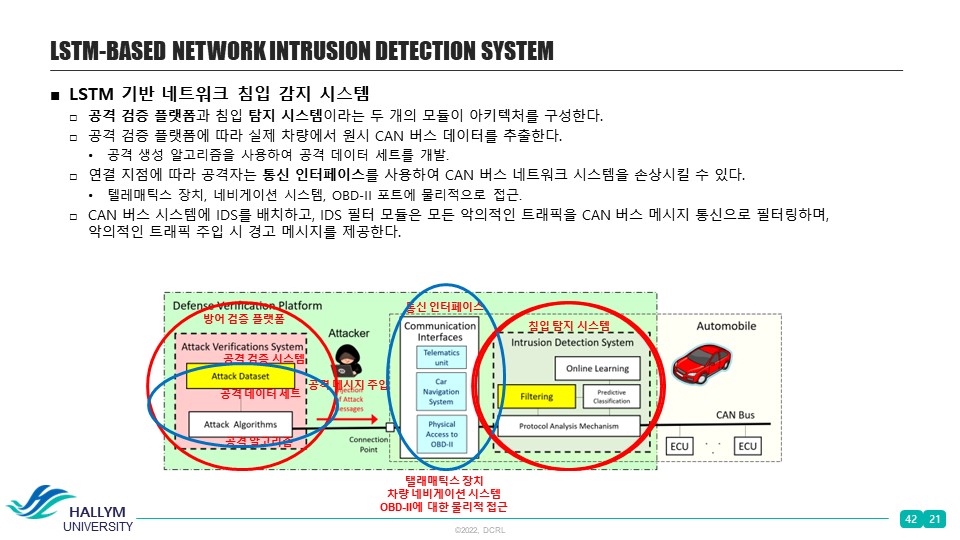 LSTM-BASED NETWORK INTRUSION DETECTION SYSTEM
■ LSTM 기반 네트워크 침입 감지 시스템
□ 공격 검증 플랫폼과 침입 탐지 시스템이라는 두 개의 모듈이 아키텍처를 구성한다.
□ 공격 검증 플랫폼에 따라 실제 차량에서 원시 CAN 버스 데이터를 추출한다.
• 공격 생성 알고리즘을 사용하여 공격 데이터 세트를 개발.
□ 연결 지점에 따라 공격자는 통신 인터페이스를 사용하여 CAN 버스 네트워크 시스템을 손상시킬 수 있다.
• 텔레매틱스 장치, 네비게이션 시스템, OBD-II 포트에 물리적으로 접근.
□ CAN 버스 시스템에 IDS를 배치하고, IDS 필터 모듈은 모든 악의적인 트래픽을 CAN 버스 메시지 통신으로 필터링하며,
악의적인 트래픽 주입 시 경고 메시지를 제공한다.
Defense Verification Platform
방어 검증 플랫폼
Attack Verifications System
공격 검증 시스템
Attack Dataset
공격 데이터 세트
Attack Algorithms
공격 알고리즘
Attacker
공격 메시지 주입
of Attack
Connection
Point
통신 인터페이스
Communication
Interfaces
Telematics
unit
Car
Navigation
System
Physical
Access to
OBD-II
탤래매틱스 장치
차량 네비게이션 시스템
OBD-II에 대한 물리적 접근
침입 탐지 시스템
Intrusion Detection System
Online Learning
Filtering
Predictive
Classification
Protocol Analysis Mechanism
Automobile
CAN Bus
ECU
. .
ECU
HALLYM
UNIVERSITY
©2022, DCRL
42 21